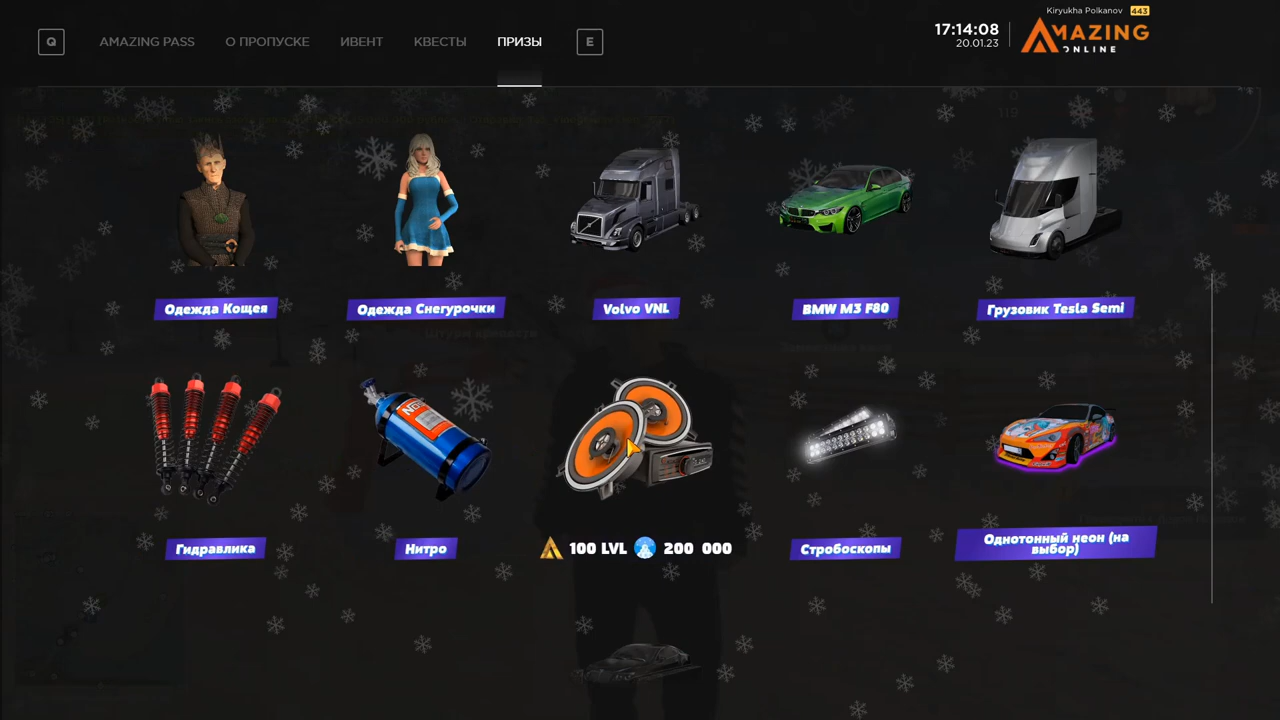 Kiryukha Polkanov 443
Q
AMAZING PASS
О ПРОПУСКЕ
ИВЕНТ
КВЕСТЫ
ПРИЗЫ
E
17:14:08
20.01.23
AMAZING
ONLINE
Одежда Кощея
Одежда Снегурочки
Volvo VNL
BMW M3 F80
Грузовик Tesla Semi
Гидравлика
Нитро
100 LVL 200 000
Стробоскопы
Однотонный неон (на
выбор)